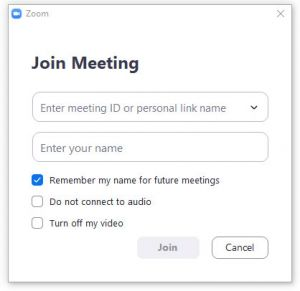 Zoom
Join Meeting
Enter meeting ID or personal link name
Enter your name
Remember my name for future meetings
Do not connect to audio
Turn off my video
Join Cancel